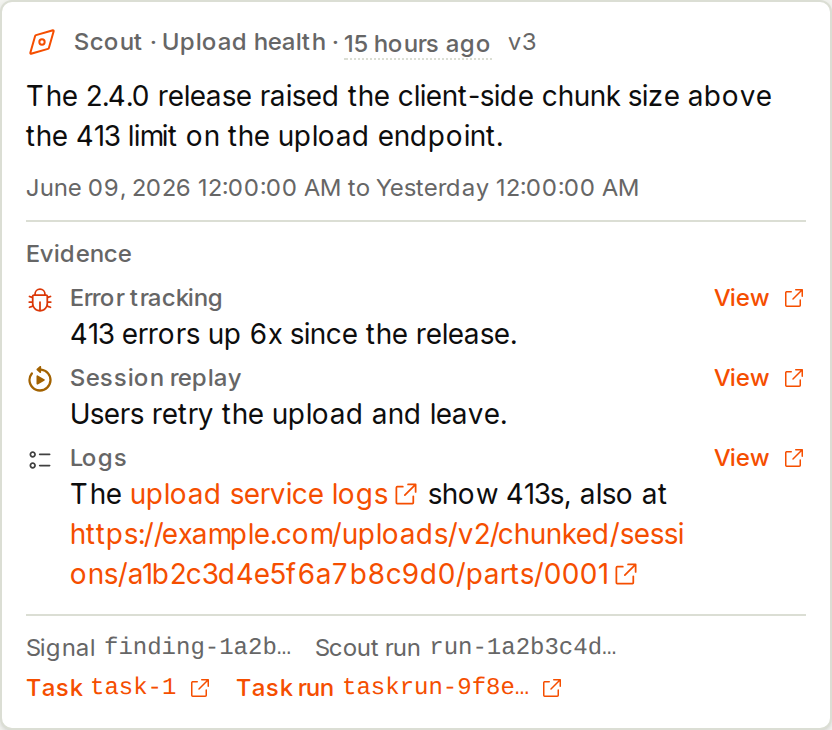 Scout · Upload health · 15 hours ago v3
The 2.4.0 release raised the client-side chunk size above
the 413 limit on the upload endpoint.
June 09, 2026 12:00:00 AM to Yesterday 12:00:00 AM
Evidence
Error tracking View
413 errors up 6x since the release.
Session replay View
Users retry the upload and leave.
Logs View
The upload service logs show 413s, also at
https://example.com/uploads/v2/chunked/sessi
ons/a1b2c3d4e5f6a7b8c9d0/parts/0001
Signal finding-1a2b… Scout run run-1a2b3c4d…
Task task-1 Task run taskrun-9f8e…